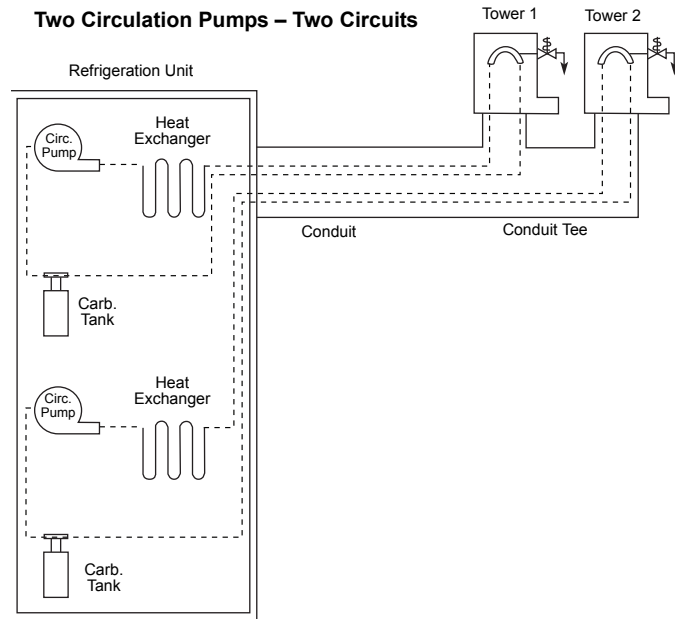 Two Circulation Pumps – Two Circuits
Tower 1
Tower 2
Refrigeration Unit
Circ.
Pump
Heat
Exchanger
Conduit
Conduit Tee
Carb.
Tank
Circ.
Pump
Heat
Exchanger
Carb.
Tank